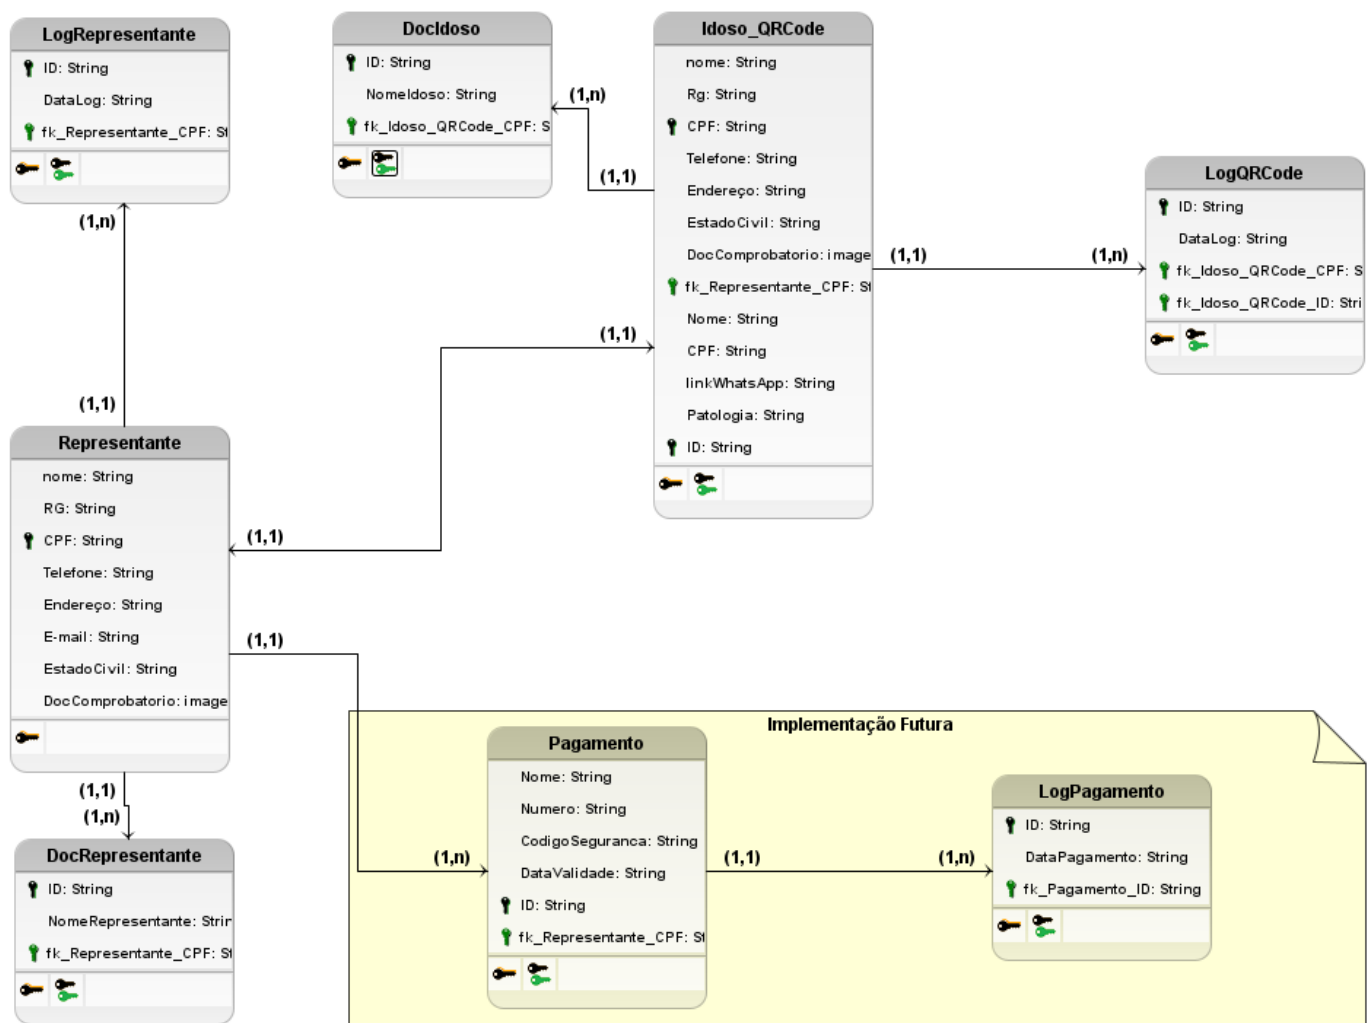 LogRepresentante
ID: String
DataLog: String
fk_Representante_CPF: St
(1,n)
(1,1)
DocIdoso
ID: String
NomeIdoso: String
fk_Idoso_QRCode_CPF: S
(1,n)
(1,1)
Idoso_QRCode
nome: String
Rg: String
CPF: String
Telefone: String
Endereço: String
EstadoCivil: String
DocComprobatorio: image
fk_Representante_CPF: St
Nome: String
CPF: String
linkWhatsApp: String
Patologia: String
ID: String
(1,1)
(1,n)
LogQRCode
ID: String
DataLog: String
fk_Idoso_QRCode_CPF: S
fk_Idoso_QRCode_ID: Stri
(1,1)
(1,1)
Representante
nome: String
RG: String
CPF: String
Telefone: String
Endereço: String
E-mail: String
EstadoCivil: String
DocComprobatorio: image
(1,1)
(1,1)
(1,n)
DocRepresentante
ID: String
NomeRepresentante: Strin
fk_Representante_CPF: St
Implementação Futura
(1,n)
Pagamento
Nome: String
Numero: String
CodigoSeguranca: String
DataValidade: String
ID: String
fk_Representante_CPF: St
(1,1)
(1,n)
LogPagamento
ID: String
DataPagamento: String
fk_Pagamento_ID: String